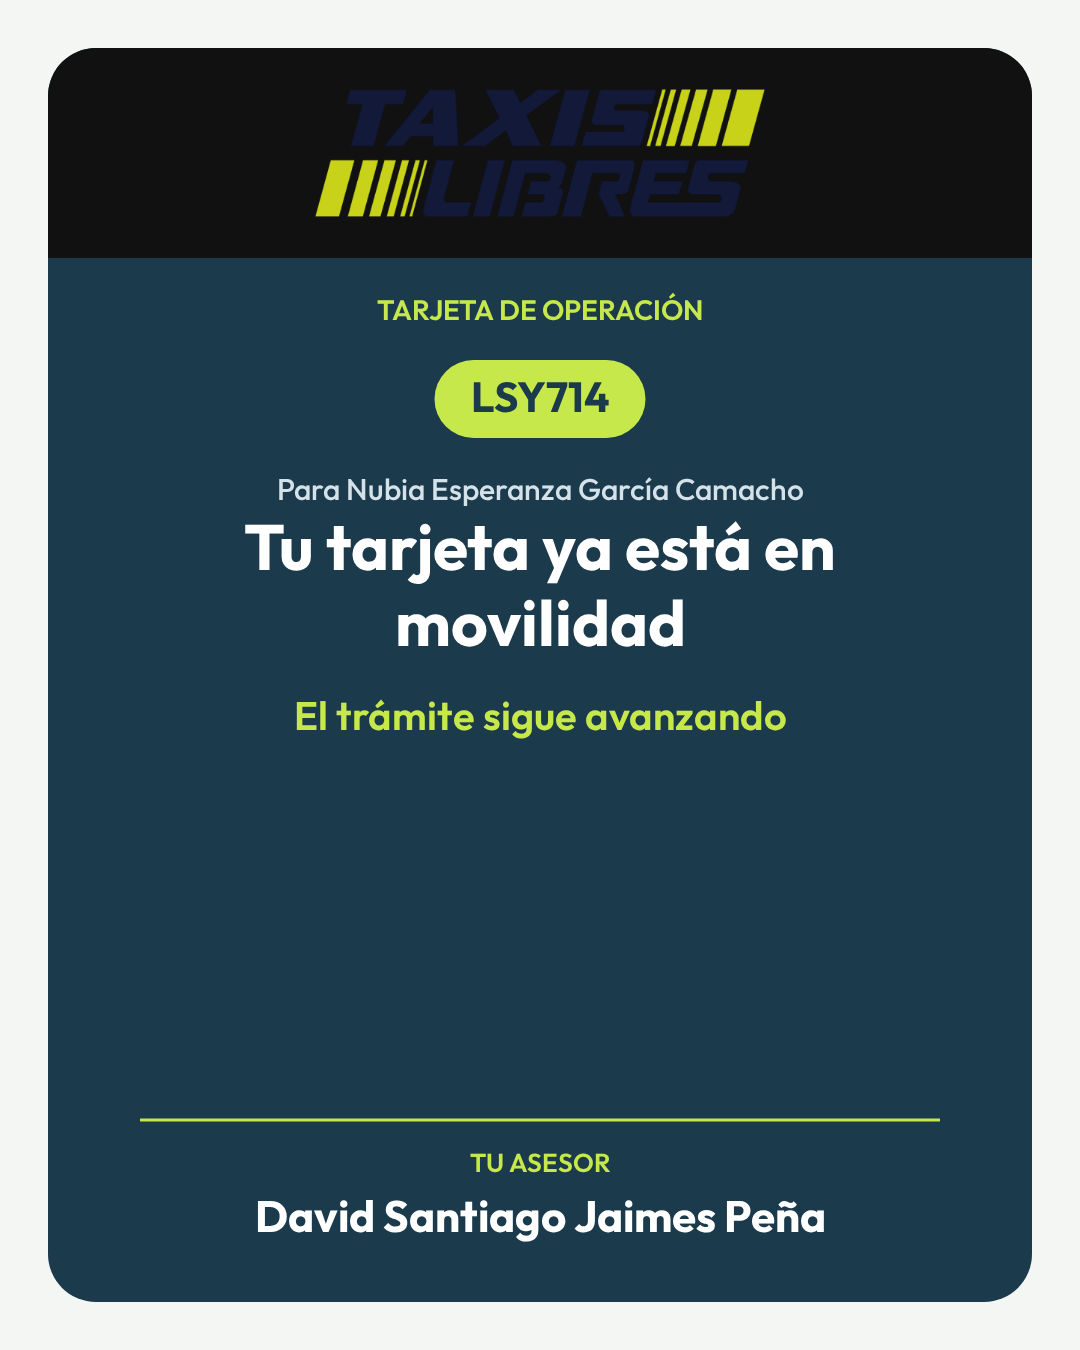 TAXIS
LIBRES
TARJETA DE OPERACIÓN
LSY714
Para Nubia Esperanza García Camacho
Tu tarjeta ya está en
movilidad
El trámite sigue avanzando
TU ASESOR
David Santiago Jaimes Peña